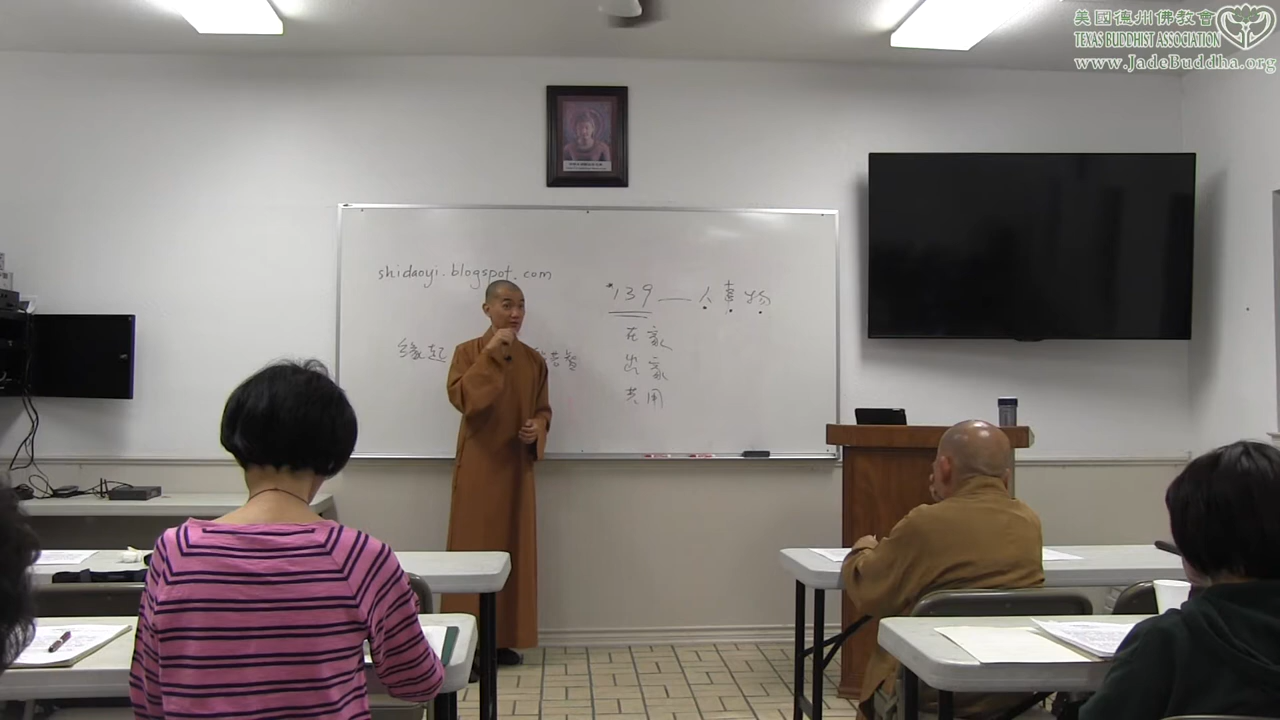 美國德州佛教會
TEXAS BUDDHIST ASSOCIATION
www.JadeBuddha.org
shidaoyi.blogspot.com
*139 — 人事物
在家
出家
共用
緣起